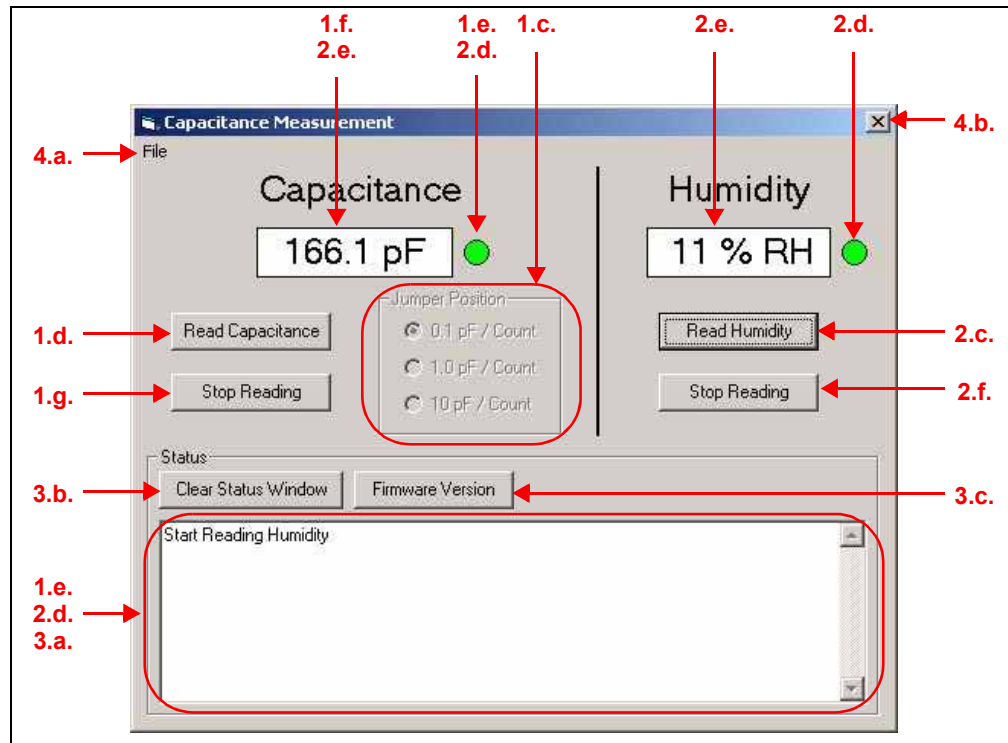 1.f.
2.e.
1.e.
2.d.
1.c.
2.e.
2.d.
Capacitance Measurement
4.b.
4.a.
File
Capacitance
Humidity
166.1 pF
11 % RH
Jumper Position
1.d.
Read Capacitance
0.1 pF / Count
Read Humidity
2.c.
1.0 pF / Count
1.g.
Stop Reading
10 pF / Count
Stop Reading
2.f.
Status
3.b.
Clear Status Window
Firmware Version
3.c.
Start Reading Humidity
1.e.
2.d.
3.a.